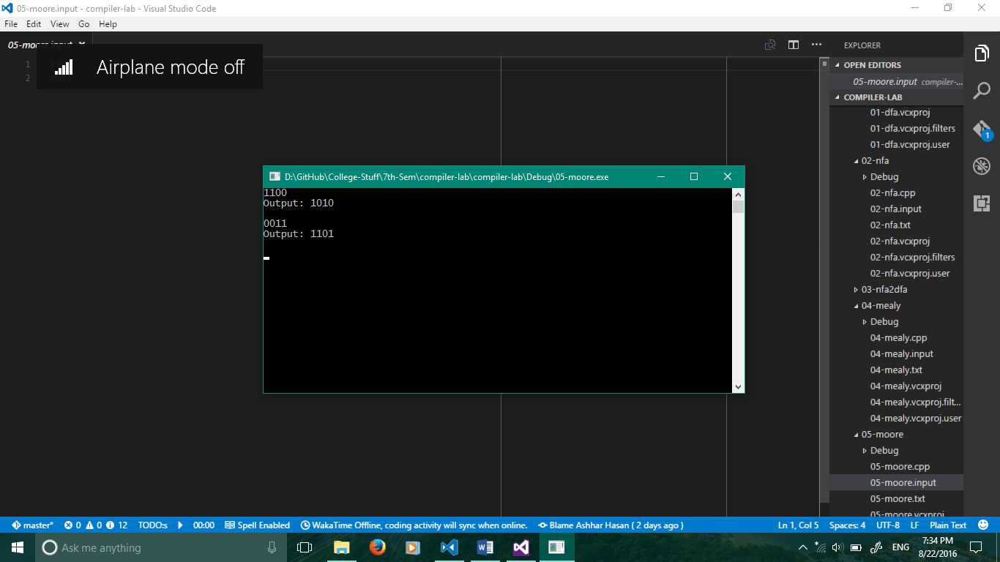 05-moore.input - compiler-lab - Visual Studio Code
File Edit View Go Help
05-moore.input
EXPLORER
Airplane mode off
1
2
OPEN EDITORS
05-moore.input compiler-...
COMPILER-LAB
01-dfa.vcxproj
01-dfa.vcxproj.filters
01-dfa.vcxproj.user
02-nfa
Debug
02-nfa.cpp
02-nfa.input
02-nfa.txt
02-nfa.vcxproj
02-nfa.vcxproj.filters
02-nfa.vcxproj.user
03-nfa2dfa
04-mealy
Debug
04-mealy.cpp
04-mealy.input
04-mealy.txt
04-mealy.vcxproj
04-mealy.vcxproj.filt...
04-mealy.vcxproj.user
05-moore
Debug
05-moore.cpp
05-moore.input
05-moore.txt
05-moore.vcxproj
1
D:\GitHub\College-Stuff\7th-Sem\compiler-lab\compiler-lab\Debug\05-moore.exe
1100
Output: 1010
0011
Output: 1101
master* 0 0 12 TODO:s 00:00 Spell Enabled WakaTime Offline, coding activity will sync when online. Blame Ashhar Hasan ( 2 days ago ) Ln 1, Col 5 Spaces: 4 UTF-8 LF Plain Text
Ask me anything
ENG
7:34 PM
8/22/2016